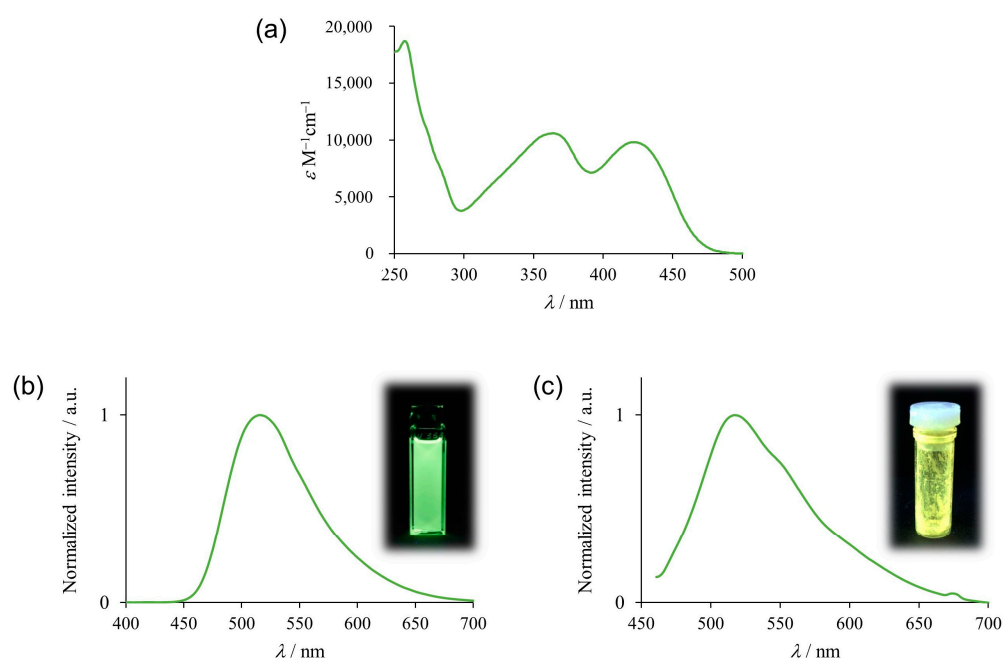 (a)
20,000
15,000
10,000
5,000
0
ε M⁻¹cm⁻¹
250 300 350 400 450 500
λ / nm
(b)
1
0
Normalized intensity / a.u.
400 450 500 550 600 650 700
λ / nm
(c)
1
0
Normalized intensity / a.u.
450 500 550 600 650 700
λ / nm